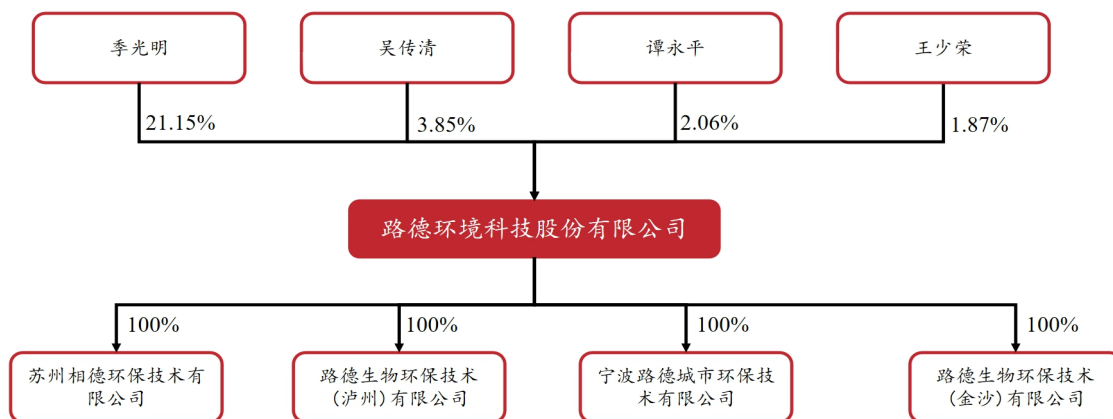 季光明
吴传清
谭永平
王少荣
21.15%
3.85%
2.06%
1.87%
路德环境科技股份有限公司
100%
100%
100%
100%
苏州相德环保技术有
限公司
路德生物环保技术
(泸州)有限公司
宁波路德城市环保技
术有限公司
路德生物环保技术
(金沙)有限公司